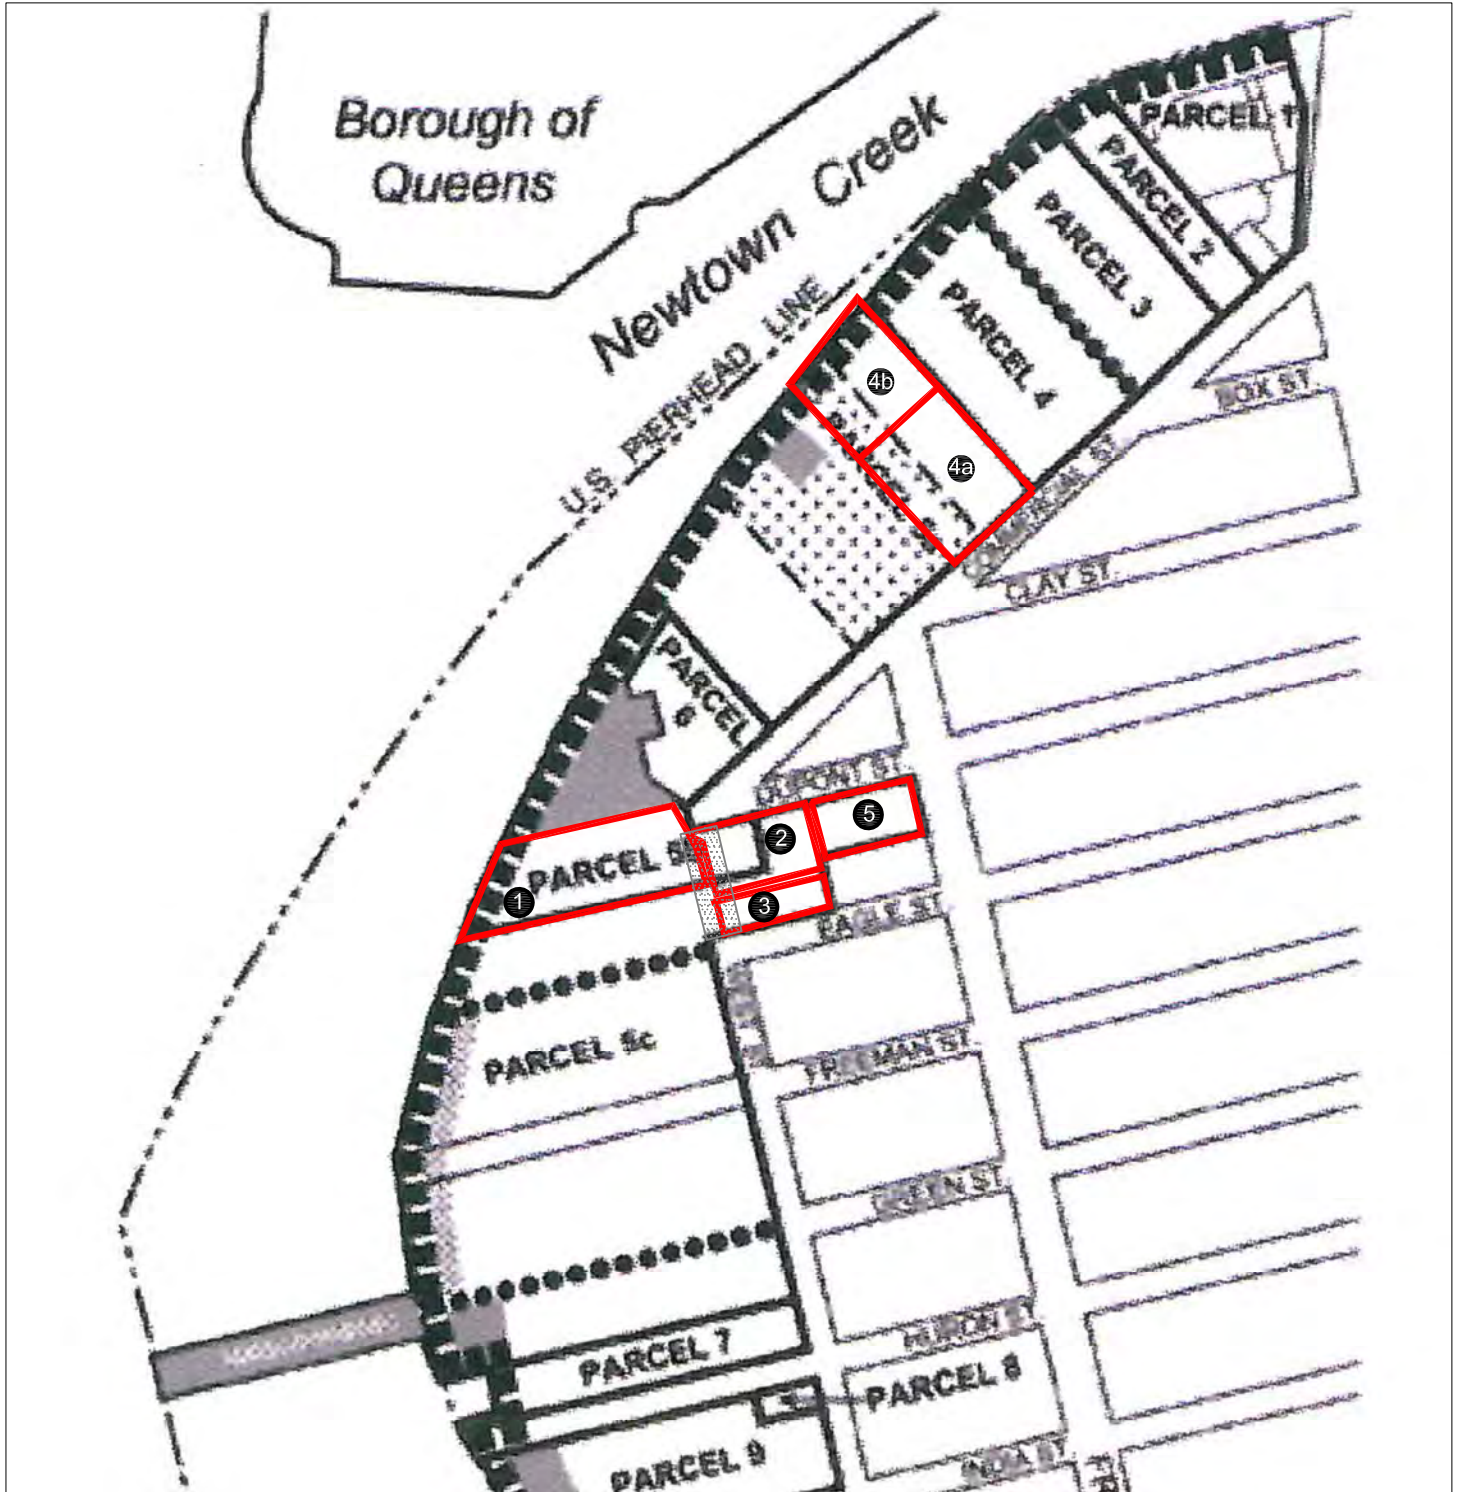 Borough of
Queens
Newtown Creek
U.S PIERHEAD LINE
PARCEL 1
PARCEL 2
PARCEL 3
PARCEL 4
4b
4a
BOX ST.
CLAY ST.
PARCEL
6
DUPONT ST.
5
2
PARCEL
1
3
EAGLE ST.
PARCEL 5c
FREEMAN ST.
GREEN ST.
HURON ST.
PARCEL 7
PARCEL 8
PARCEL 9
INDIA ST.